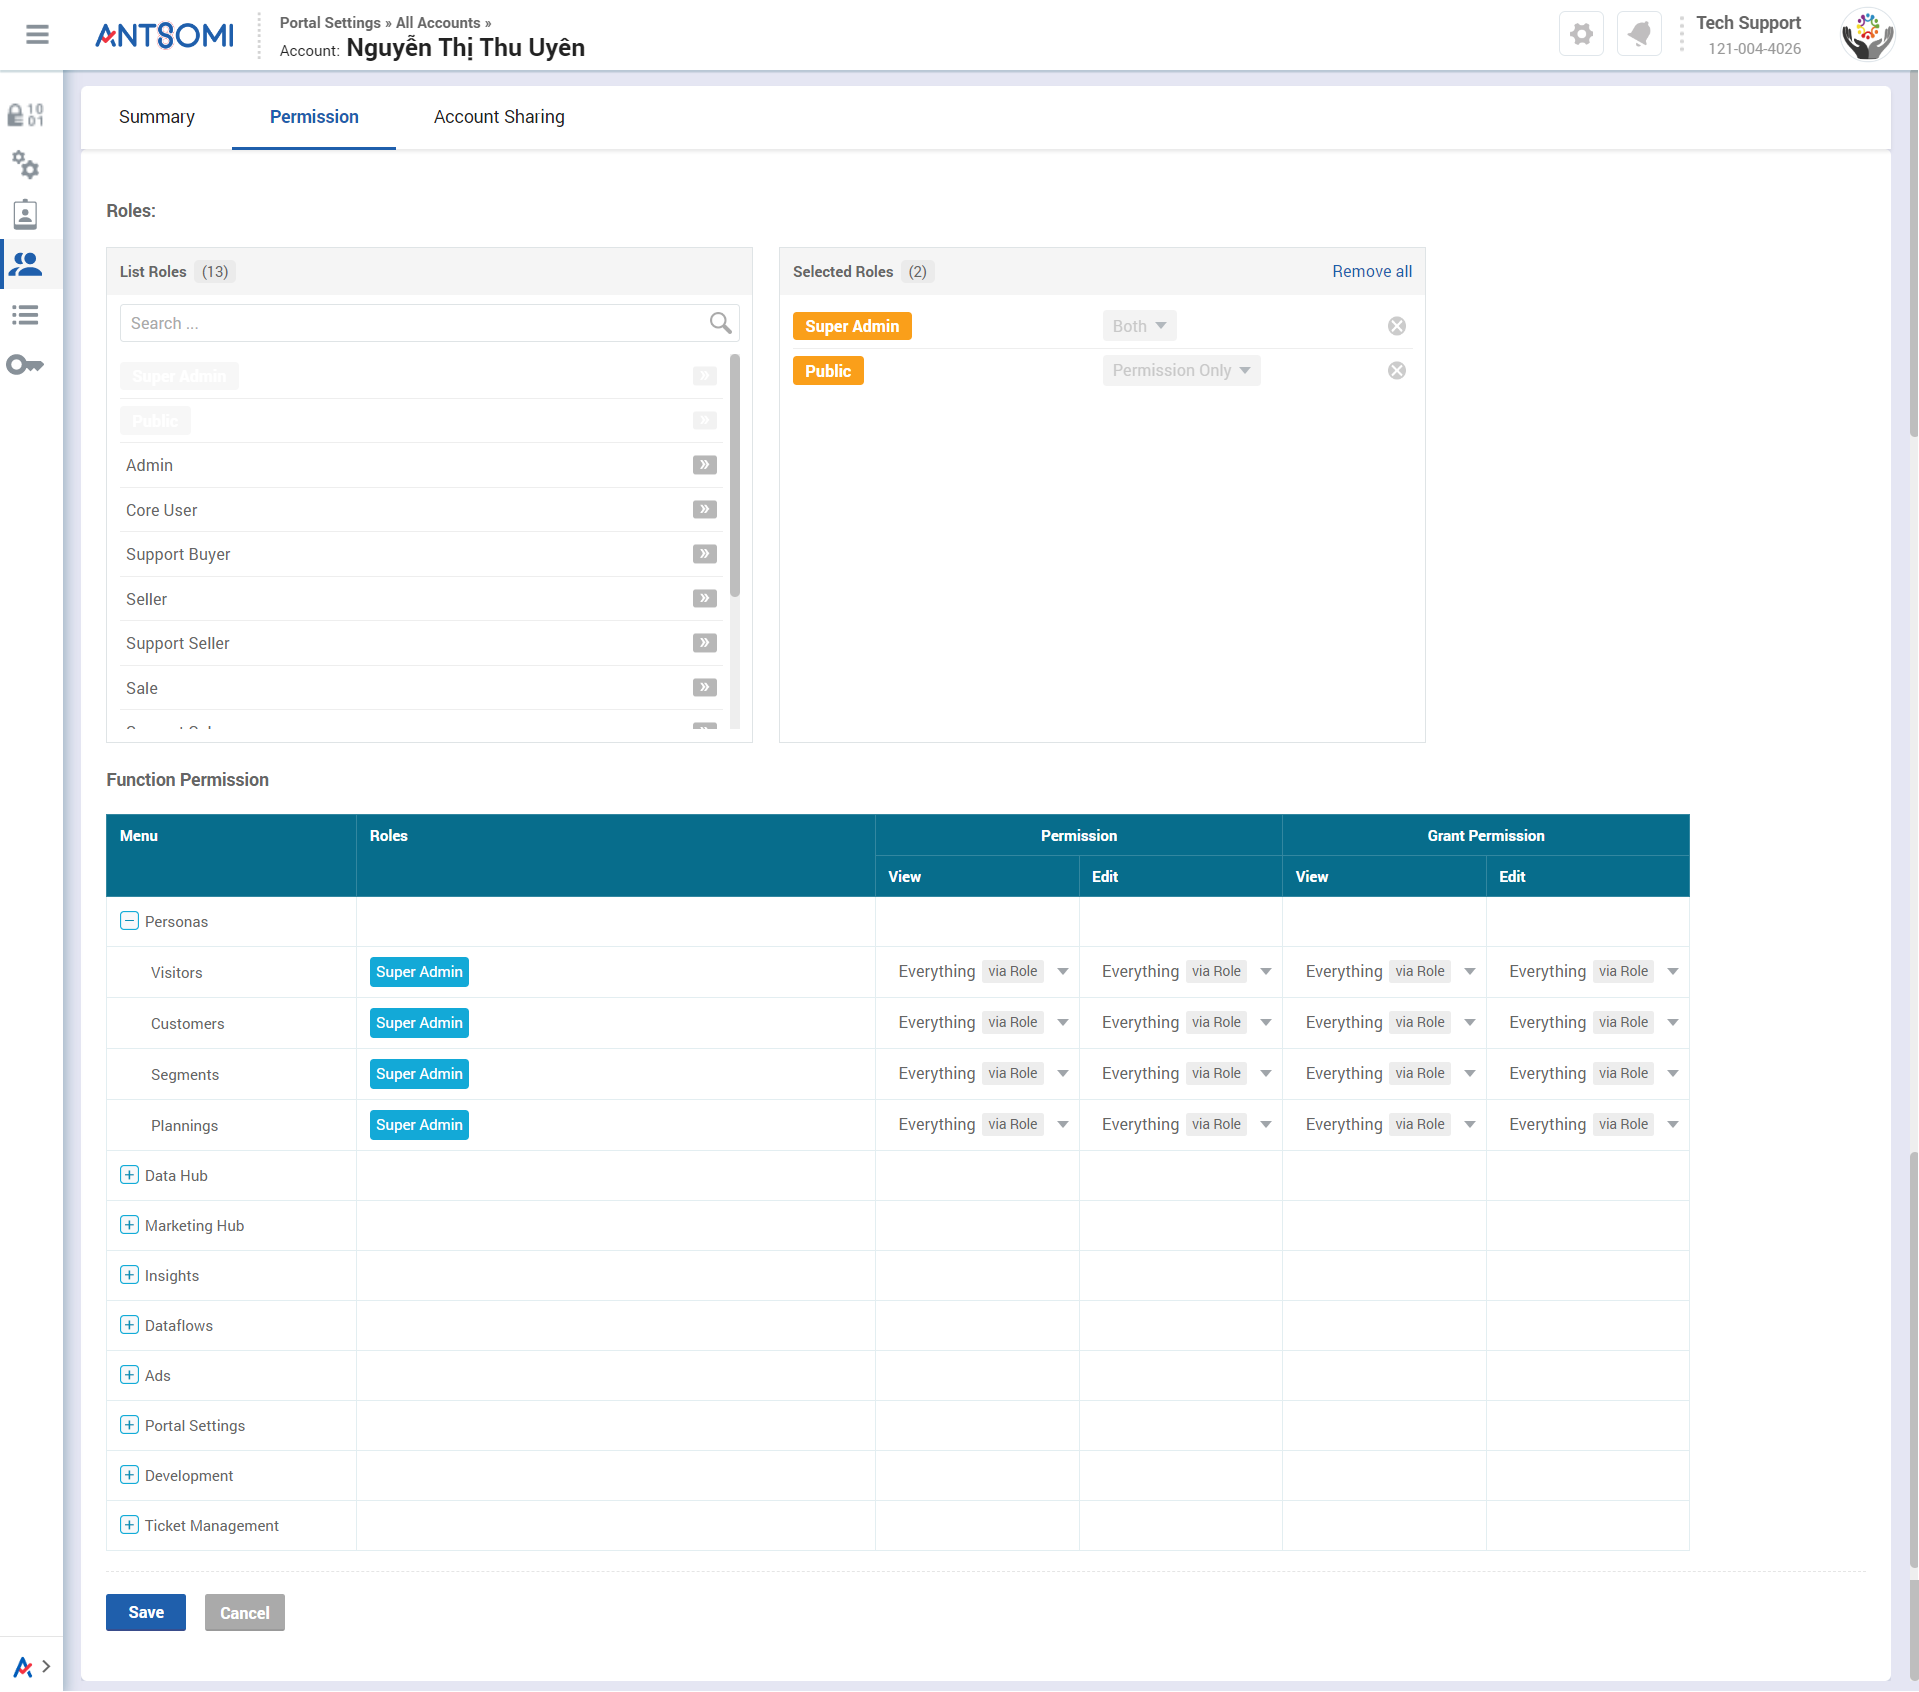 ANTSOMI
Portal Settings » All Accounts »
Account: Nguyễn Thị Thu Uyên
Tech Support
121-004-4026
Summary
Permission
Account Sharing
Roles:
List Roles (13)
Search ...
Super Admin
Public
Admin
Core User
Support Buyer
Seller
Support Seller
Sale
Selected Roles (2)
Remove all
Super Admin Both
Public Permission Only
Function Permission
Menu Roles Permission Grant Permission
View Edit View Edit
Personas
Visitors Super Admin Everything via Role Everything via Role Everything via Role Everything via Role
Customers Super Admin Everything via Role Everything via Role Everything via Role Everything via Role
Segments Super Admin Everything via Role Everything via Role Everything via Role Everything via Role
Plannings Super Admin Everything via Role Everything via Role Everything via Role Everything via Role
Data Hub
Marketing Hub
Insights
Dataflows
Ads
Portal Settings
Development
Ticket Management
Save Cancel